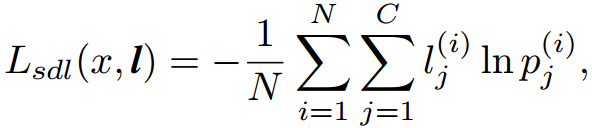 $L_{sdl}(x, \boldsymbol{l}) = -\frac{1}{N} \sum_{i=1}^{N} \sum_{j=1}^{C} l_j^{(i)} \ln p_j^{(i)},$